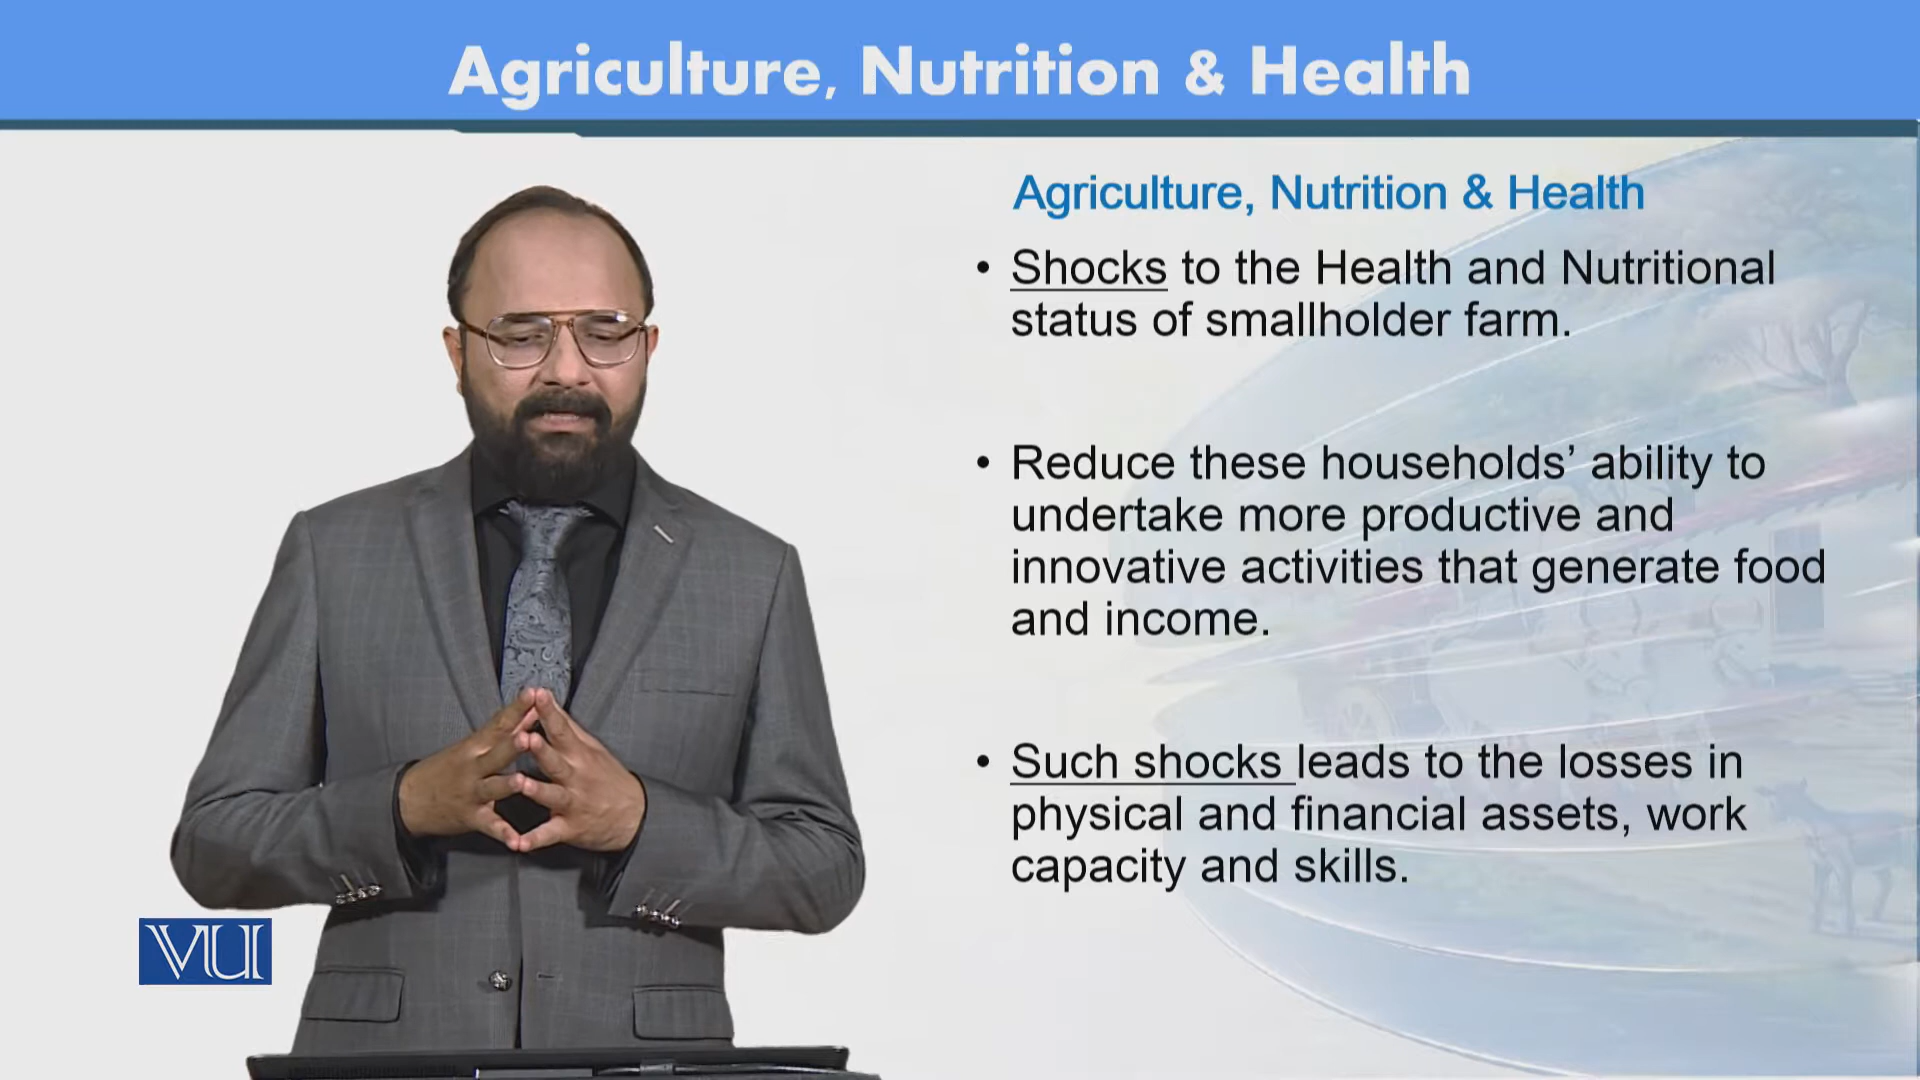 Agriculture, Nutrition & Health
Agriculture, Nutrition & Health
• Shocks to the Health and Nutritional
status of smallholder farm.
• Reduce these households’ ability to
undertake more productive and
innovative activities that generate food
and income.
• Such shocks leads to the losses in
physical and financial assets, work
capacity and skills.
VU